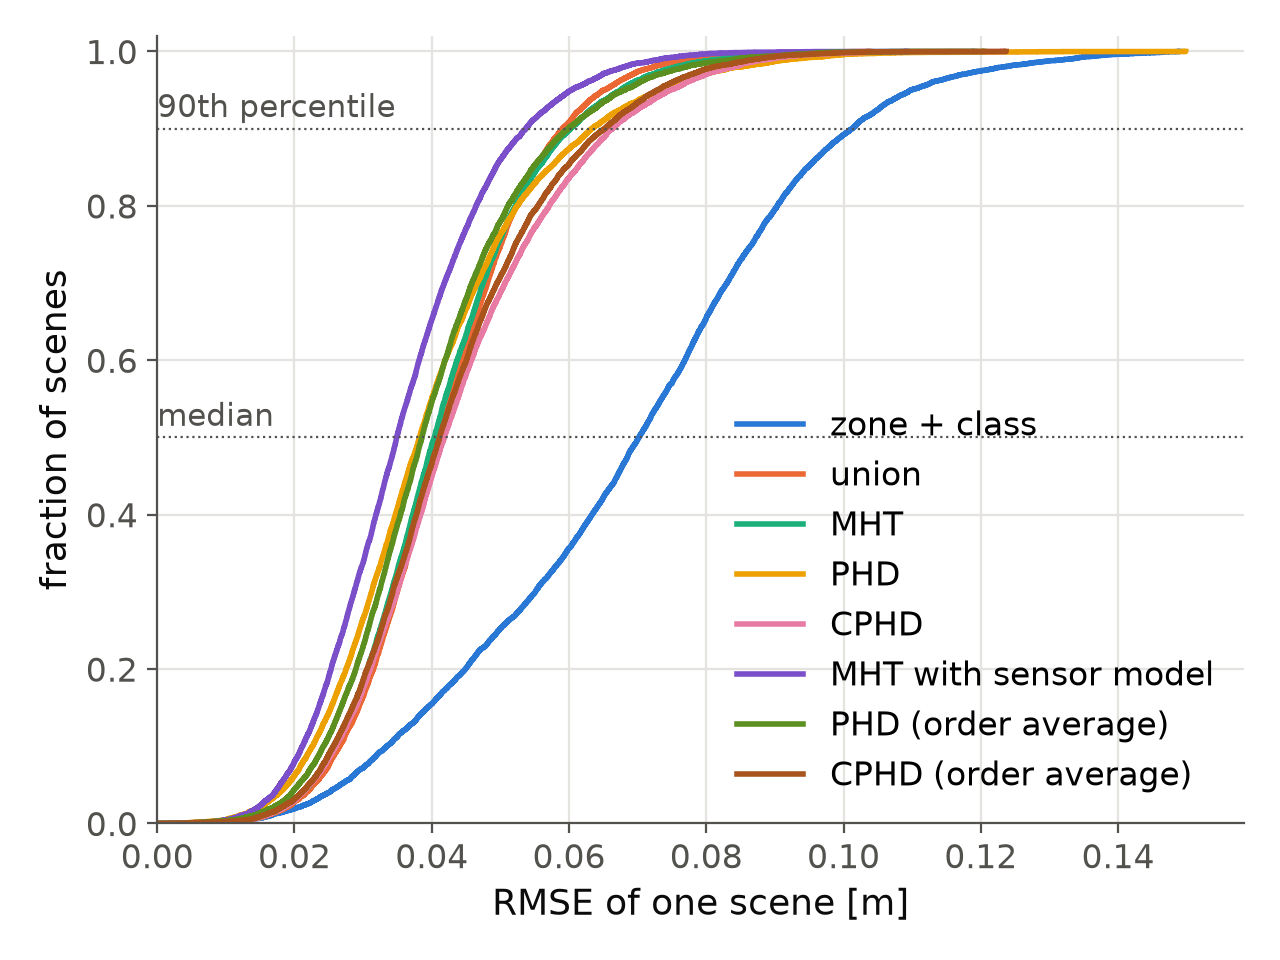 1.0
90th percentile
0.8
0.6
median
0.4
0.2
0.0
fraction of scenes
zone + class
union
MHT
PHD
CPHD
MHT with sensor model
PHD (order average)
CPHD (order average)
0.00 0.02 0.04 0.06 0.08 0.10 0.12 0.14
RMSE of one scene [m]